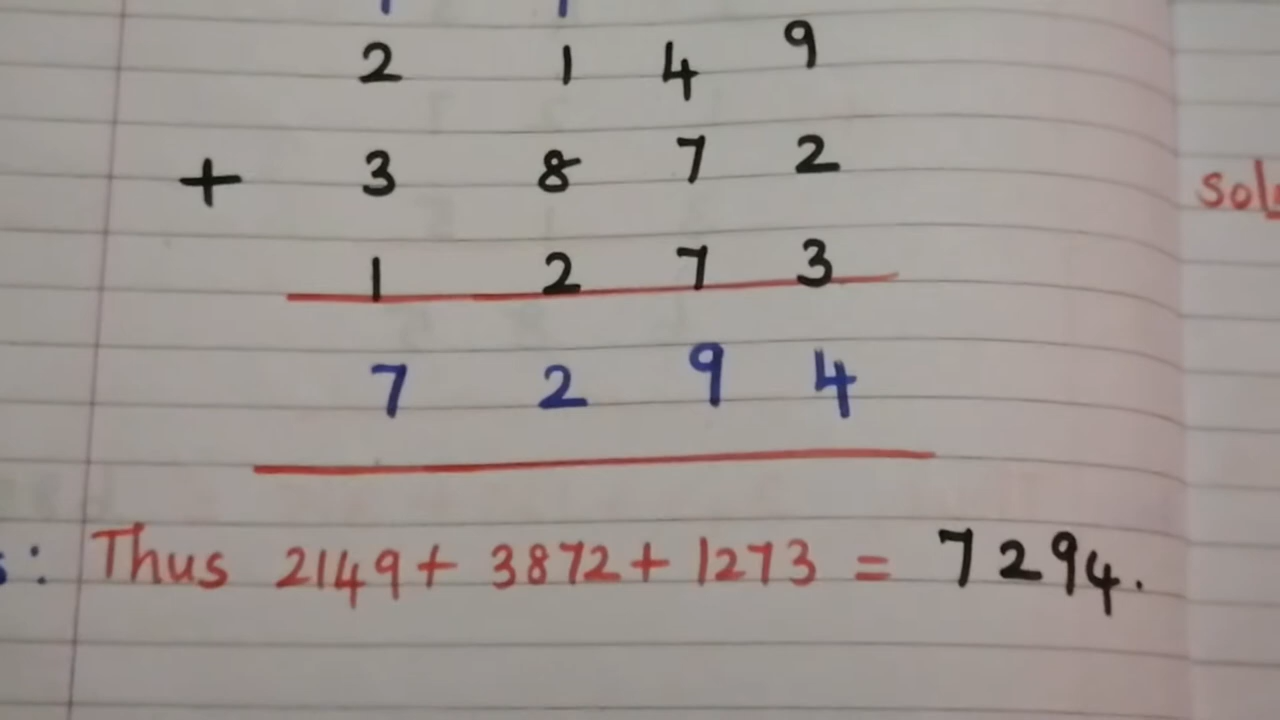 2 1 4 9
+ 3 8 7 2
1 2 7 3
7 2 9 4
: Thus 2149 + 3872 + 1273 = 7294.